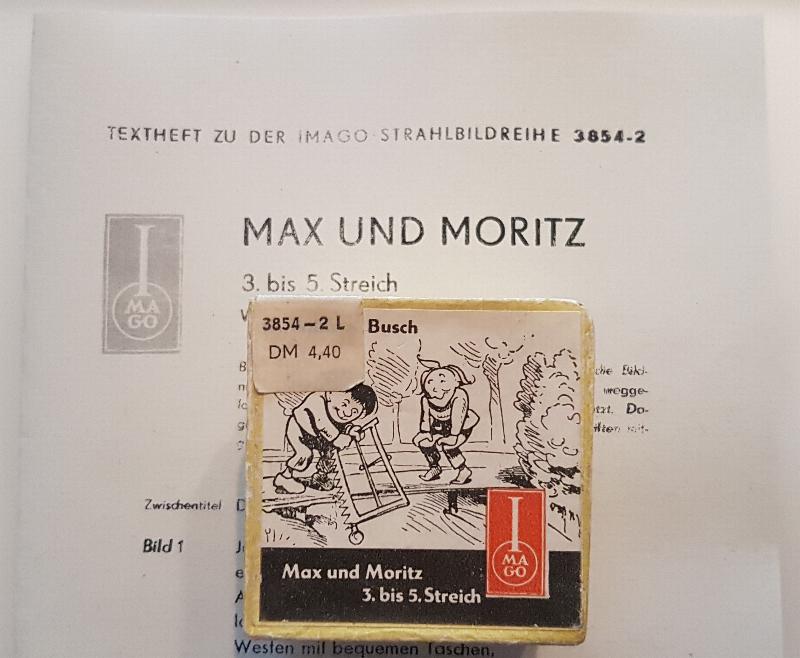 TEXTHEFT ZU DER IMAGO-STRAHLBILDREIHE 3854-2
I
MA
GO
MAX UND MORITZ
3. bis 5. Streich
3854-2 L
DM 4,40
Busch
wegge-
Da-
Zwischentitel
Bild 1
I
MA
GO
Max und Moritz
3. bis 5. Streich
Westen mit bequemen Taschen,